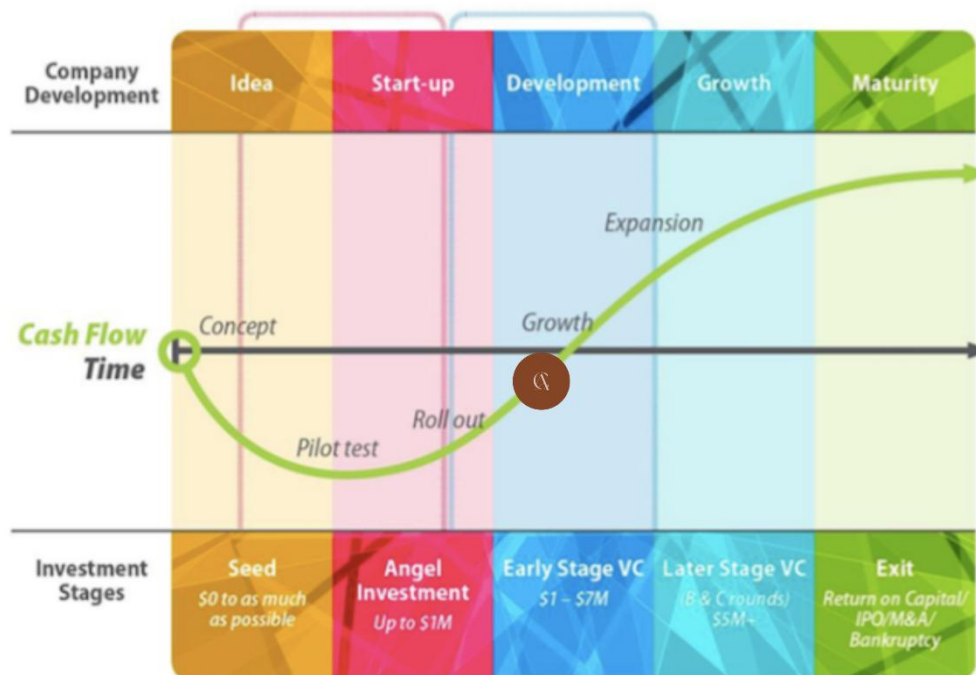 Company
Development
Idea
Start-up
Development
Growth
Maturity
Expansion
Cash Flow
Time
Concept
Growth
Roll out
Pilot test
Investment
Stages
Seed
$0 to as much
as possible
Angel
Investment
Up to $1M
Early Stage VC
$1 – $7M
Later Stage VC
(B & C rounds)
$5M+
Exit
Return on Capital/
IPO/M&A/
Bankruptcy